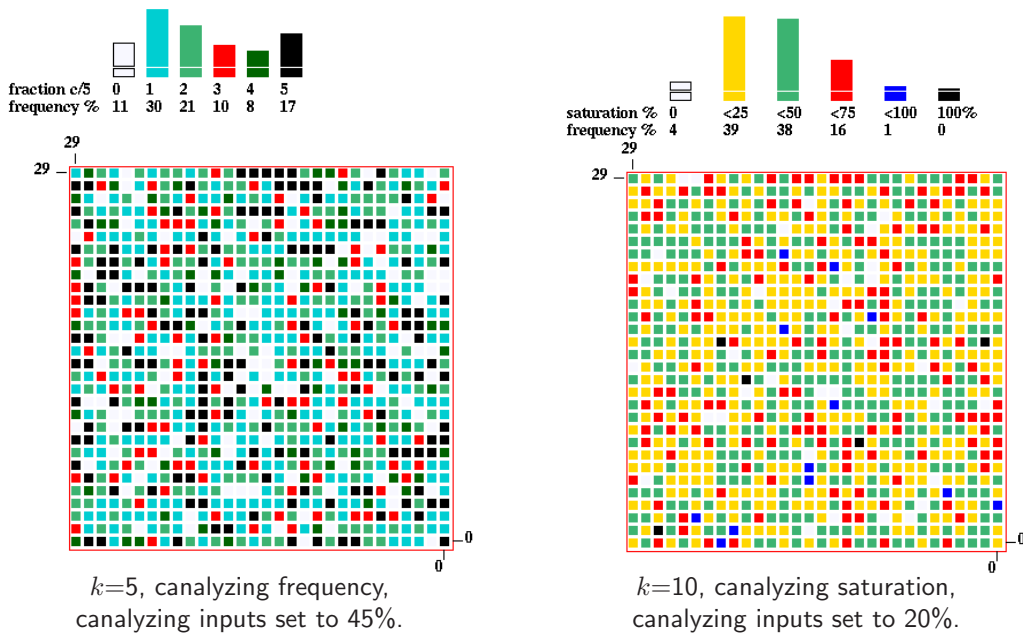 fraction c/5 0 1 2 3 4 5
frequency % 11 30 21 10 8 17
29
29
0
0
k=5, canalyzing frequency,
canalyzing inputs set to 45%.
saturation % 0 <25 <50 <75 <100 100%
frequency % 4 39 38 16 1 0
29
29
0
0
k=10, canalyzing saturation,
canalyzing inputs set to 20%.